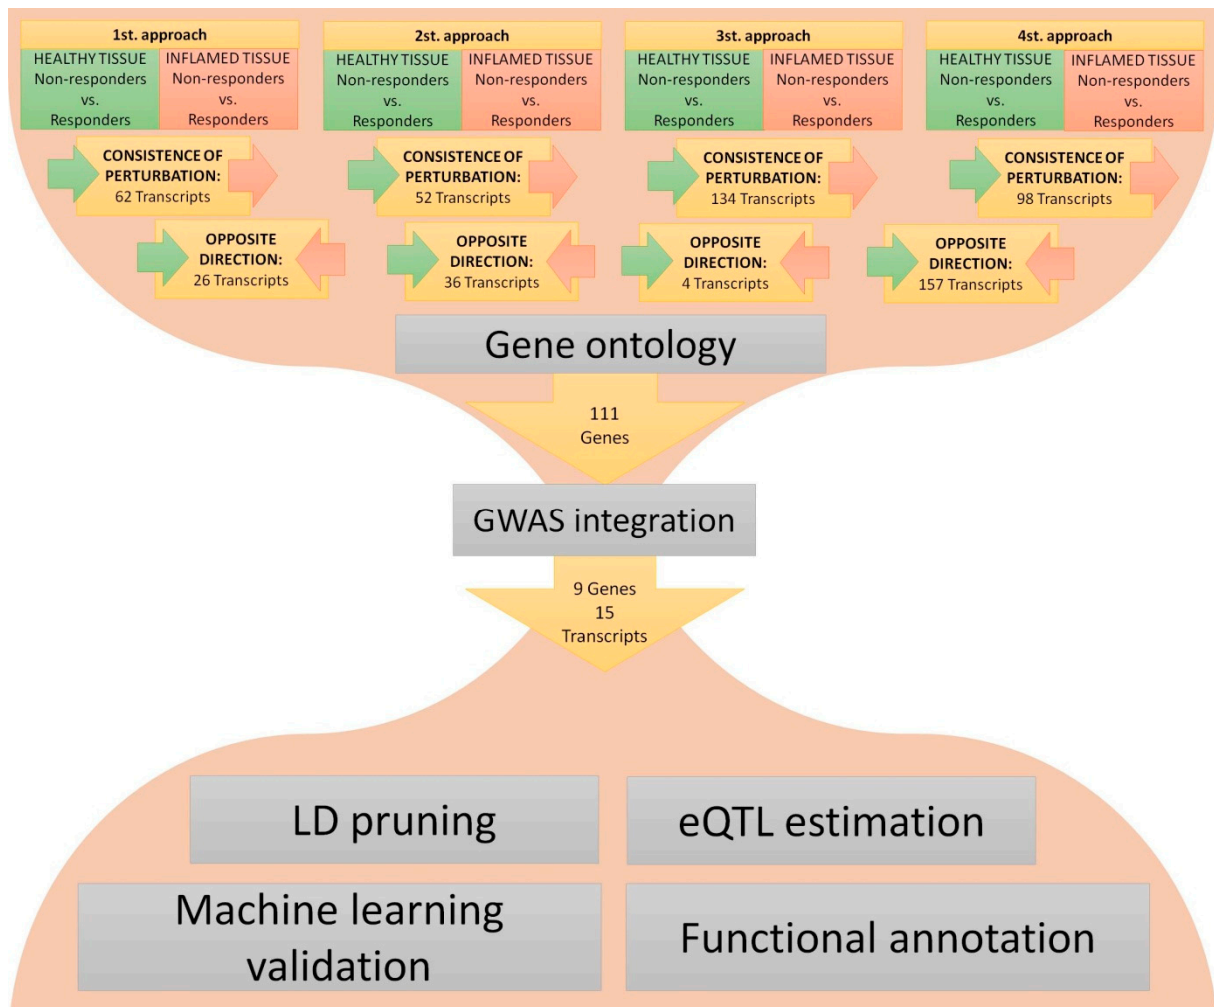 1st. approach
HEALTHY TISSUE
Non-responders
vs.
Responders
INFLAMED TISSUE
Non-responders
vs.
Responders
CONSISTENCE OF
PERTURBATION:
62 Transcripts
OPPOSITE
DIRECTION:
26 Transcripts
2st. approach
HEALTHY TISSUE
Non-responders
vs.
Responders
INFLAMED TISSUE
Non-responders
vs.
Responders
CONSISTENCE OF
PERTURBATION:
52 Transcripts
OPPOSITE
DIRECTION:
36 Transcripts
3st. approach
HEALTHY TISSUE
Non-responders
vs.
Responders
INFLAMED TISSUE
Non-responders
vs.
Responders
CONSISTENCE OF
PERTURBATION:
134 Transcripts
OPPOSITE
DIRECTION:
4 Transcripts
4st. approach
HEALTHY TISSUE
Non-responders
vs.
Responders
INFLAMED TISSUE
Non-responders
vs.
Responders
CONSISTENCE OF
PERTURBATION:
98 Transcripts
OPPOSITE
DIRECTION:
157 Transcripts
Gene ontology
111
Genes
GWAS integration
9 Genes
15
Transcripts
LD pruning
eQTL estimation
Machine learning
validation
Functional annotation